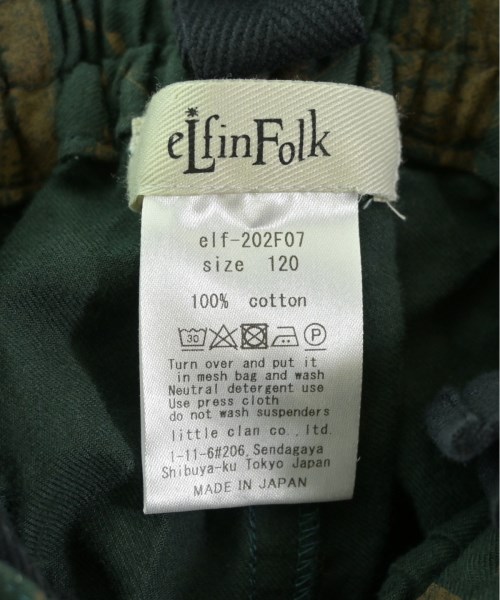 eLfinFolk
elf-202F07
size 120
100% cotton
30 P
Turn over and put it
in mesh bag and wash
Neutral detergent use
Use press cloth
do not wash suspenders
little clan co., ltd.
1-11-6#206, Sendagaya
Shibuya-ku Tokyo Japan
MADE IN JAPAN